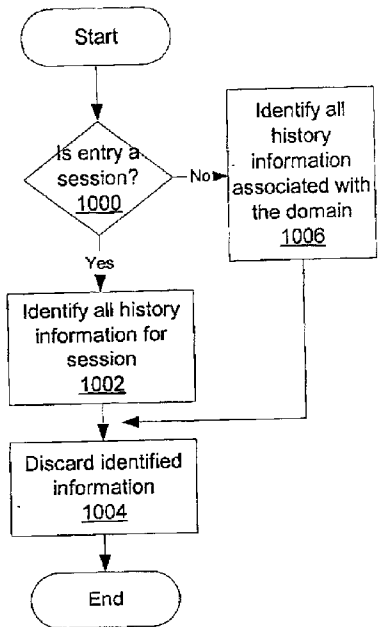 Start
Is entry a
session?
1000
No
Identify all
history
information
associated with
the domain
1006
Yes
Identify all history
information for
session
1002
Discard identified
information
1004
End